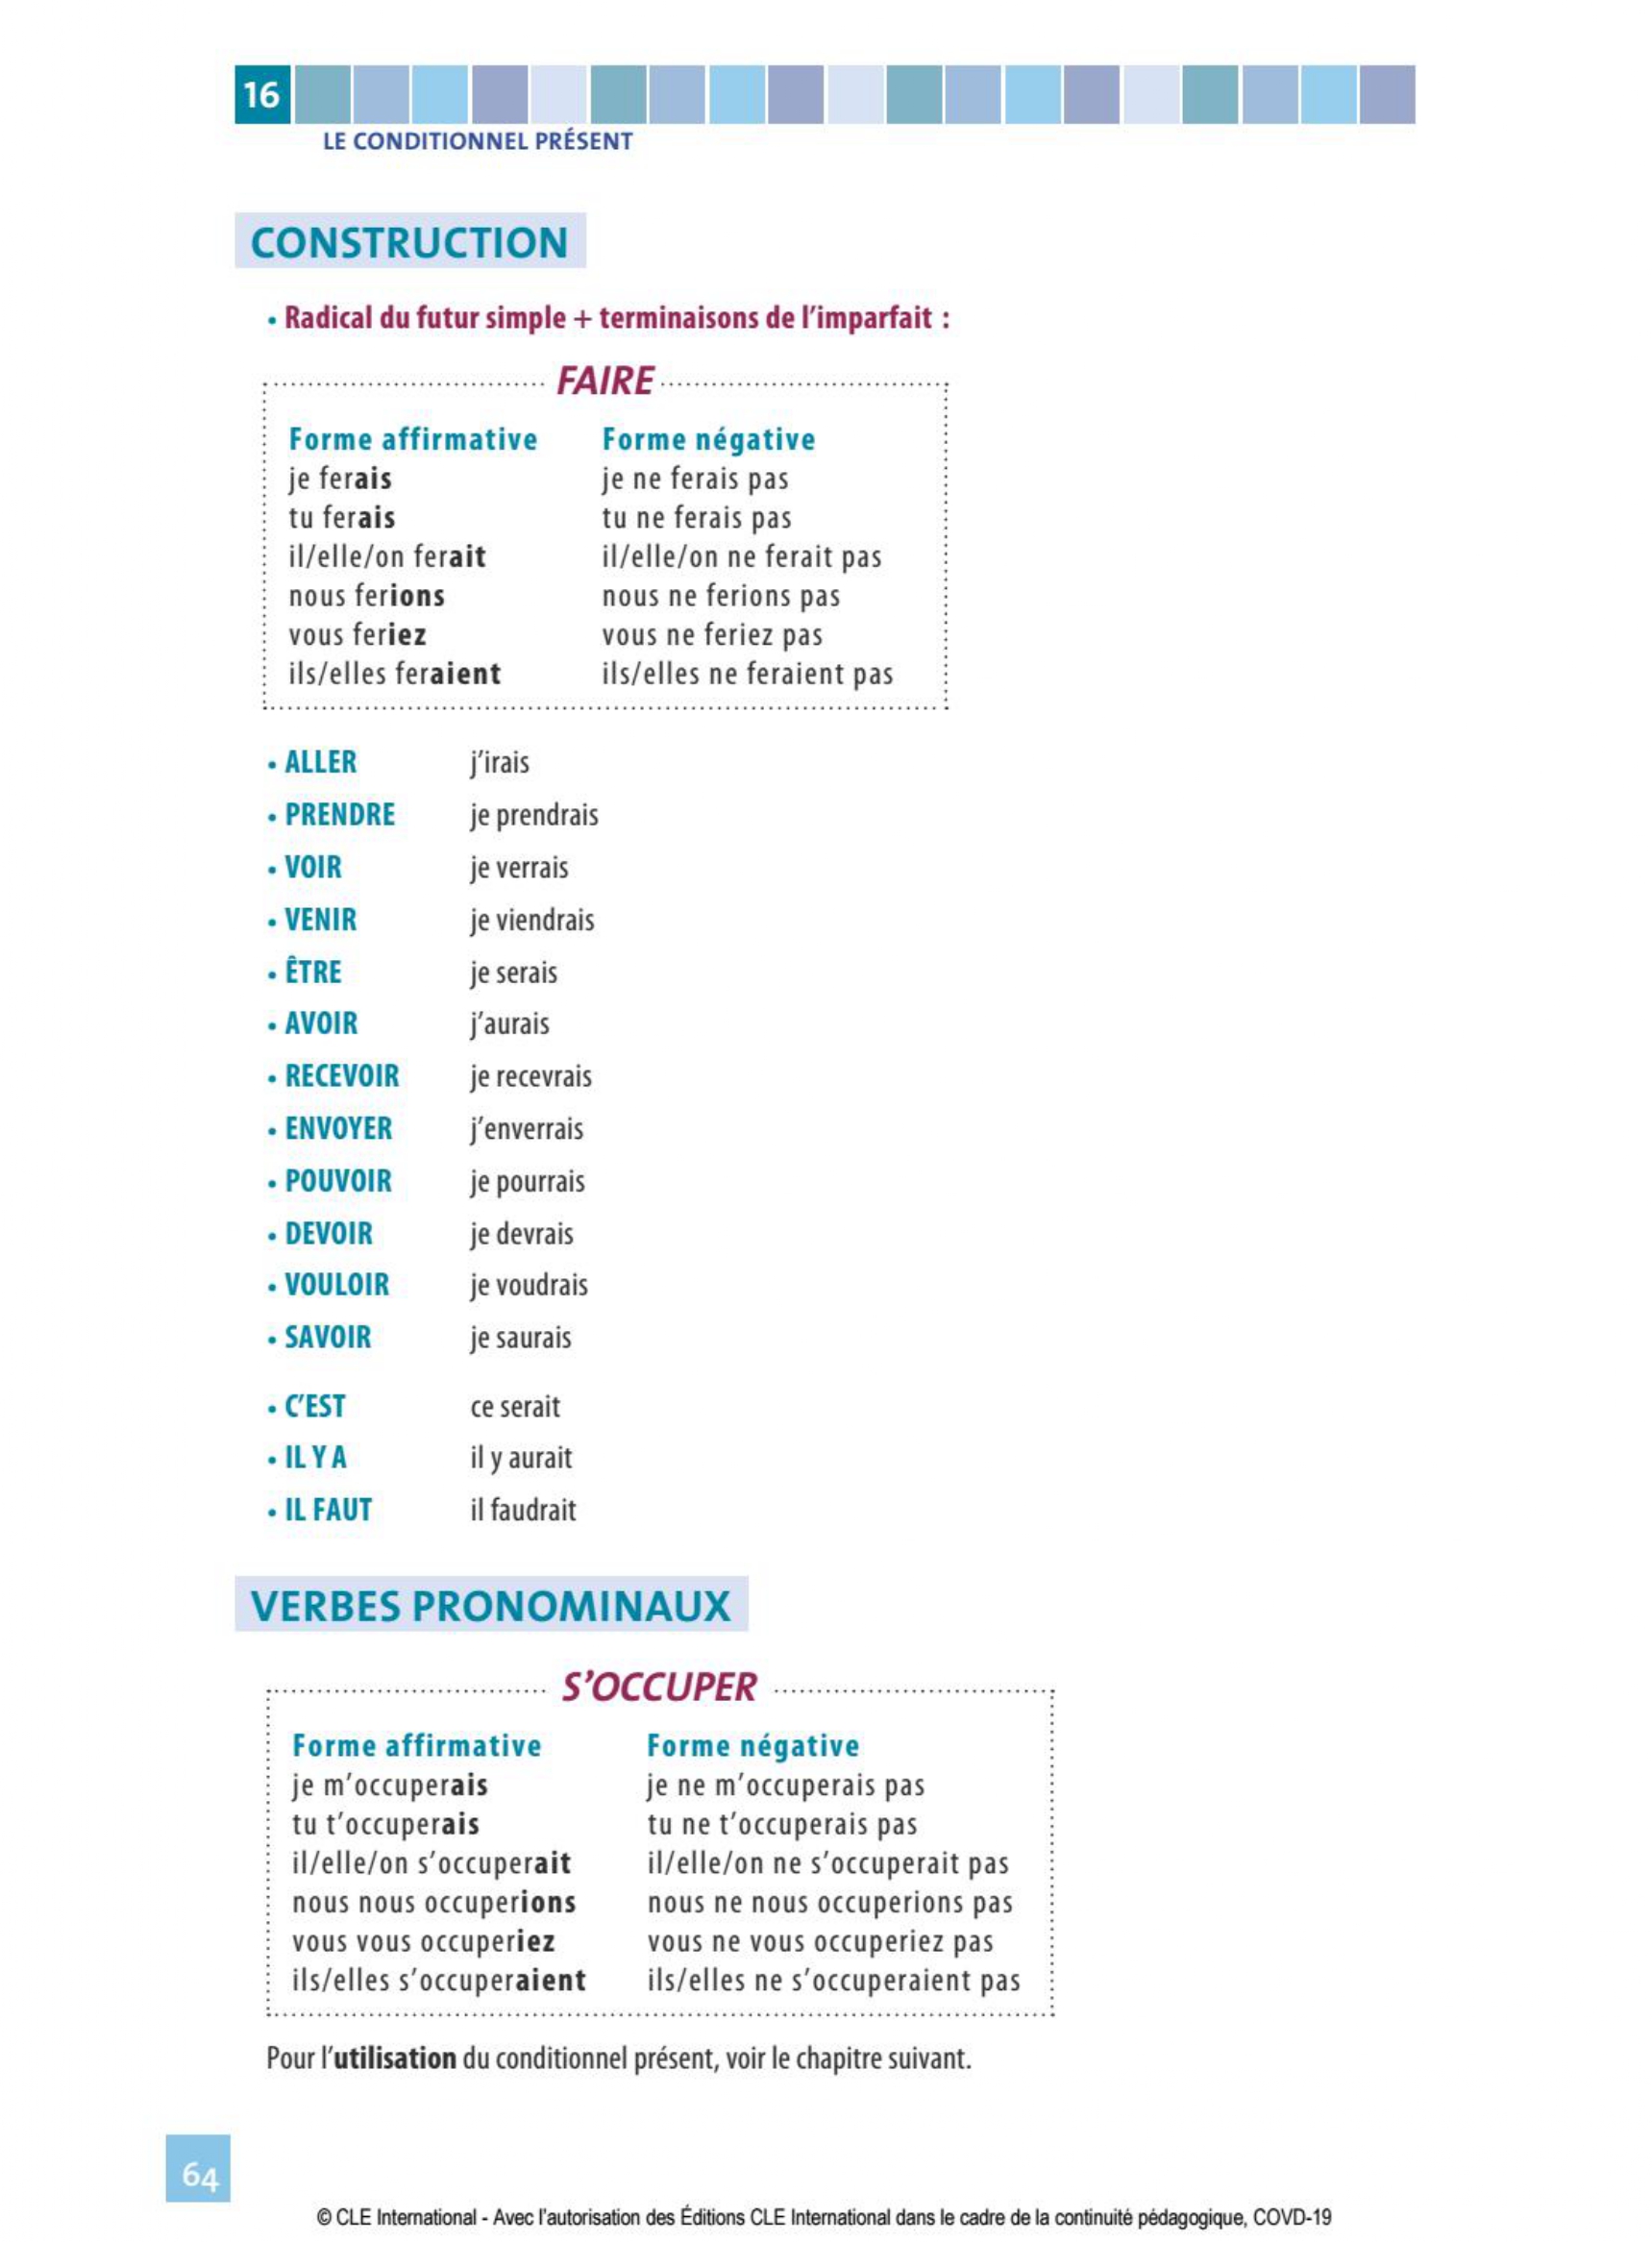 16
LE CONDITIONNEL PRÉSENT
CONSTRUCTION
• Radical du futur simple + terminaisons de l'imparfait :
FAIRE
Forme affirmative Forme négative
je ferais je ne ferais pas
tu ferais tu ne ferais pas
il/elle/on ferait il/elle/on ne ferait pas
nous ferions nous ne ferions pas
vous feriez vous ne feriez pas
ils/elles feraient ils/elles ne feraient pas
• ALLER j'irais
• PRENDRE je prendrais
• VOIR je verrais
• VENIR je viendrais
• ÊTRE je serais
• AVOIR j'aurais
• RECEVOIR je recevrais
• ENVOYER j'enverrais
• POUVOIR je pourrais
• DEVOIR je devrais
• VOULOIR je voudrais
• SAVOIR je saurais
• C'EST ce serait
• IL Y A il y aurait
• IL FAUT il faudrait
VERBES PRONOMINAUX
S'OCCUPER
Forme affirmative Forme négative
je m'occuperais je ne m'occuperais pas
tu t'occuperais tu ne t'occuperais pas
il/elle/on s'occuperait il/elle/on ne s'occuperait pas
nous nous occuperions nous ne nous occuperions pas
vous vous occuperiez vous ne vous occuperiez pas
ils/elles s'occuperaient ils/elles ne s'occuperaient pas
Pour l'utilisation du conditionnel présent, voir le chapitre suivant.
64
© CLE International - Avec l'autorisation des Éditions CLE International dans le cadre de la continuité pédagogique, COVD-19